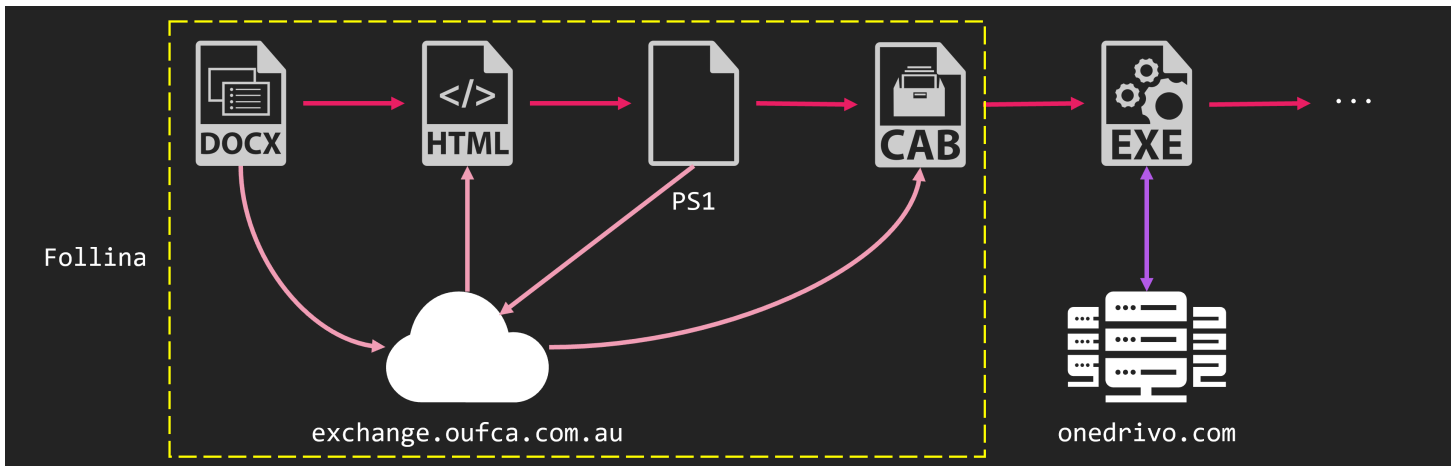 DOCX
</>
HTML
PS1
CAB
EXE
...
Follina
exchange.oufca.com.au
onedrivo.com